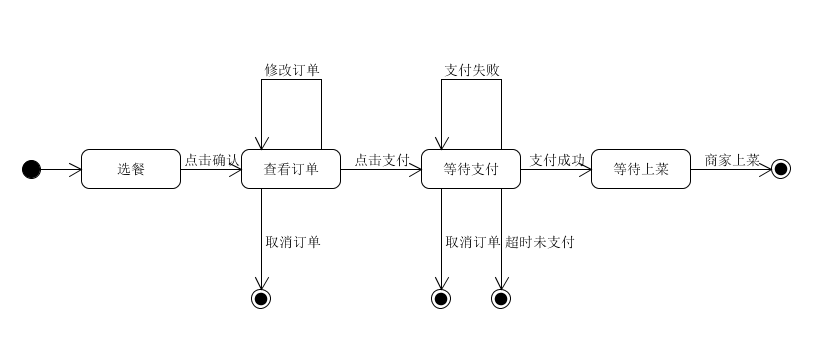 修改订单
支付失败
选餐
点击确认
查看订单
点击支付
等待支付
支付成功
等待上菜
商家上菜
取消订单
取消订单
超时未支付